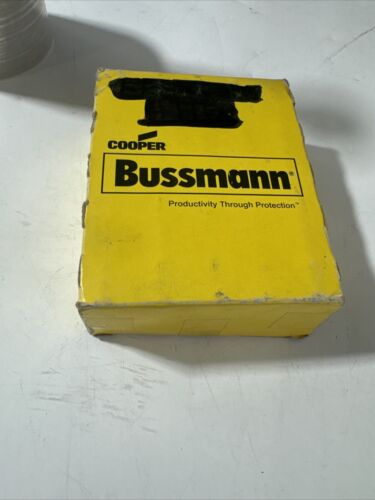 COOPER
Bussmann®
Productivity Through Protection™